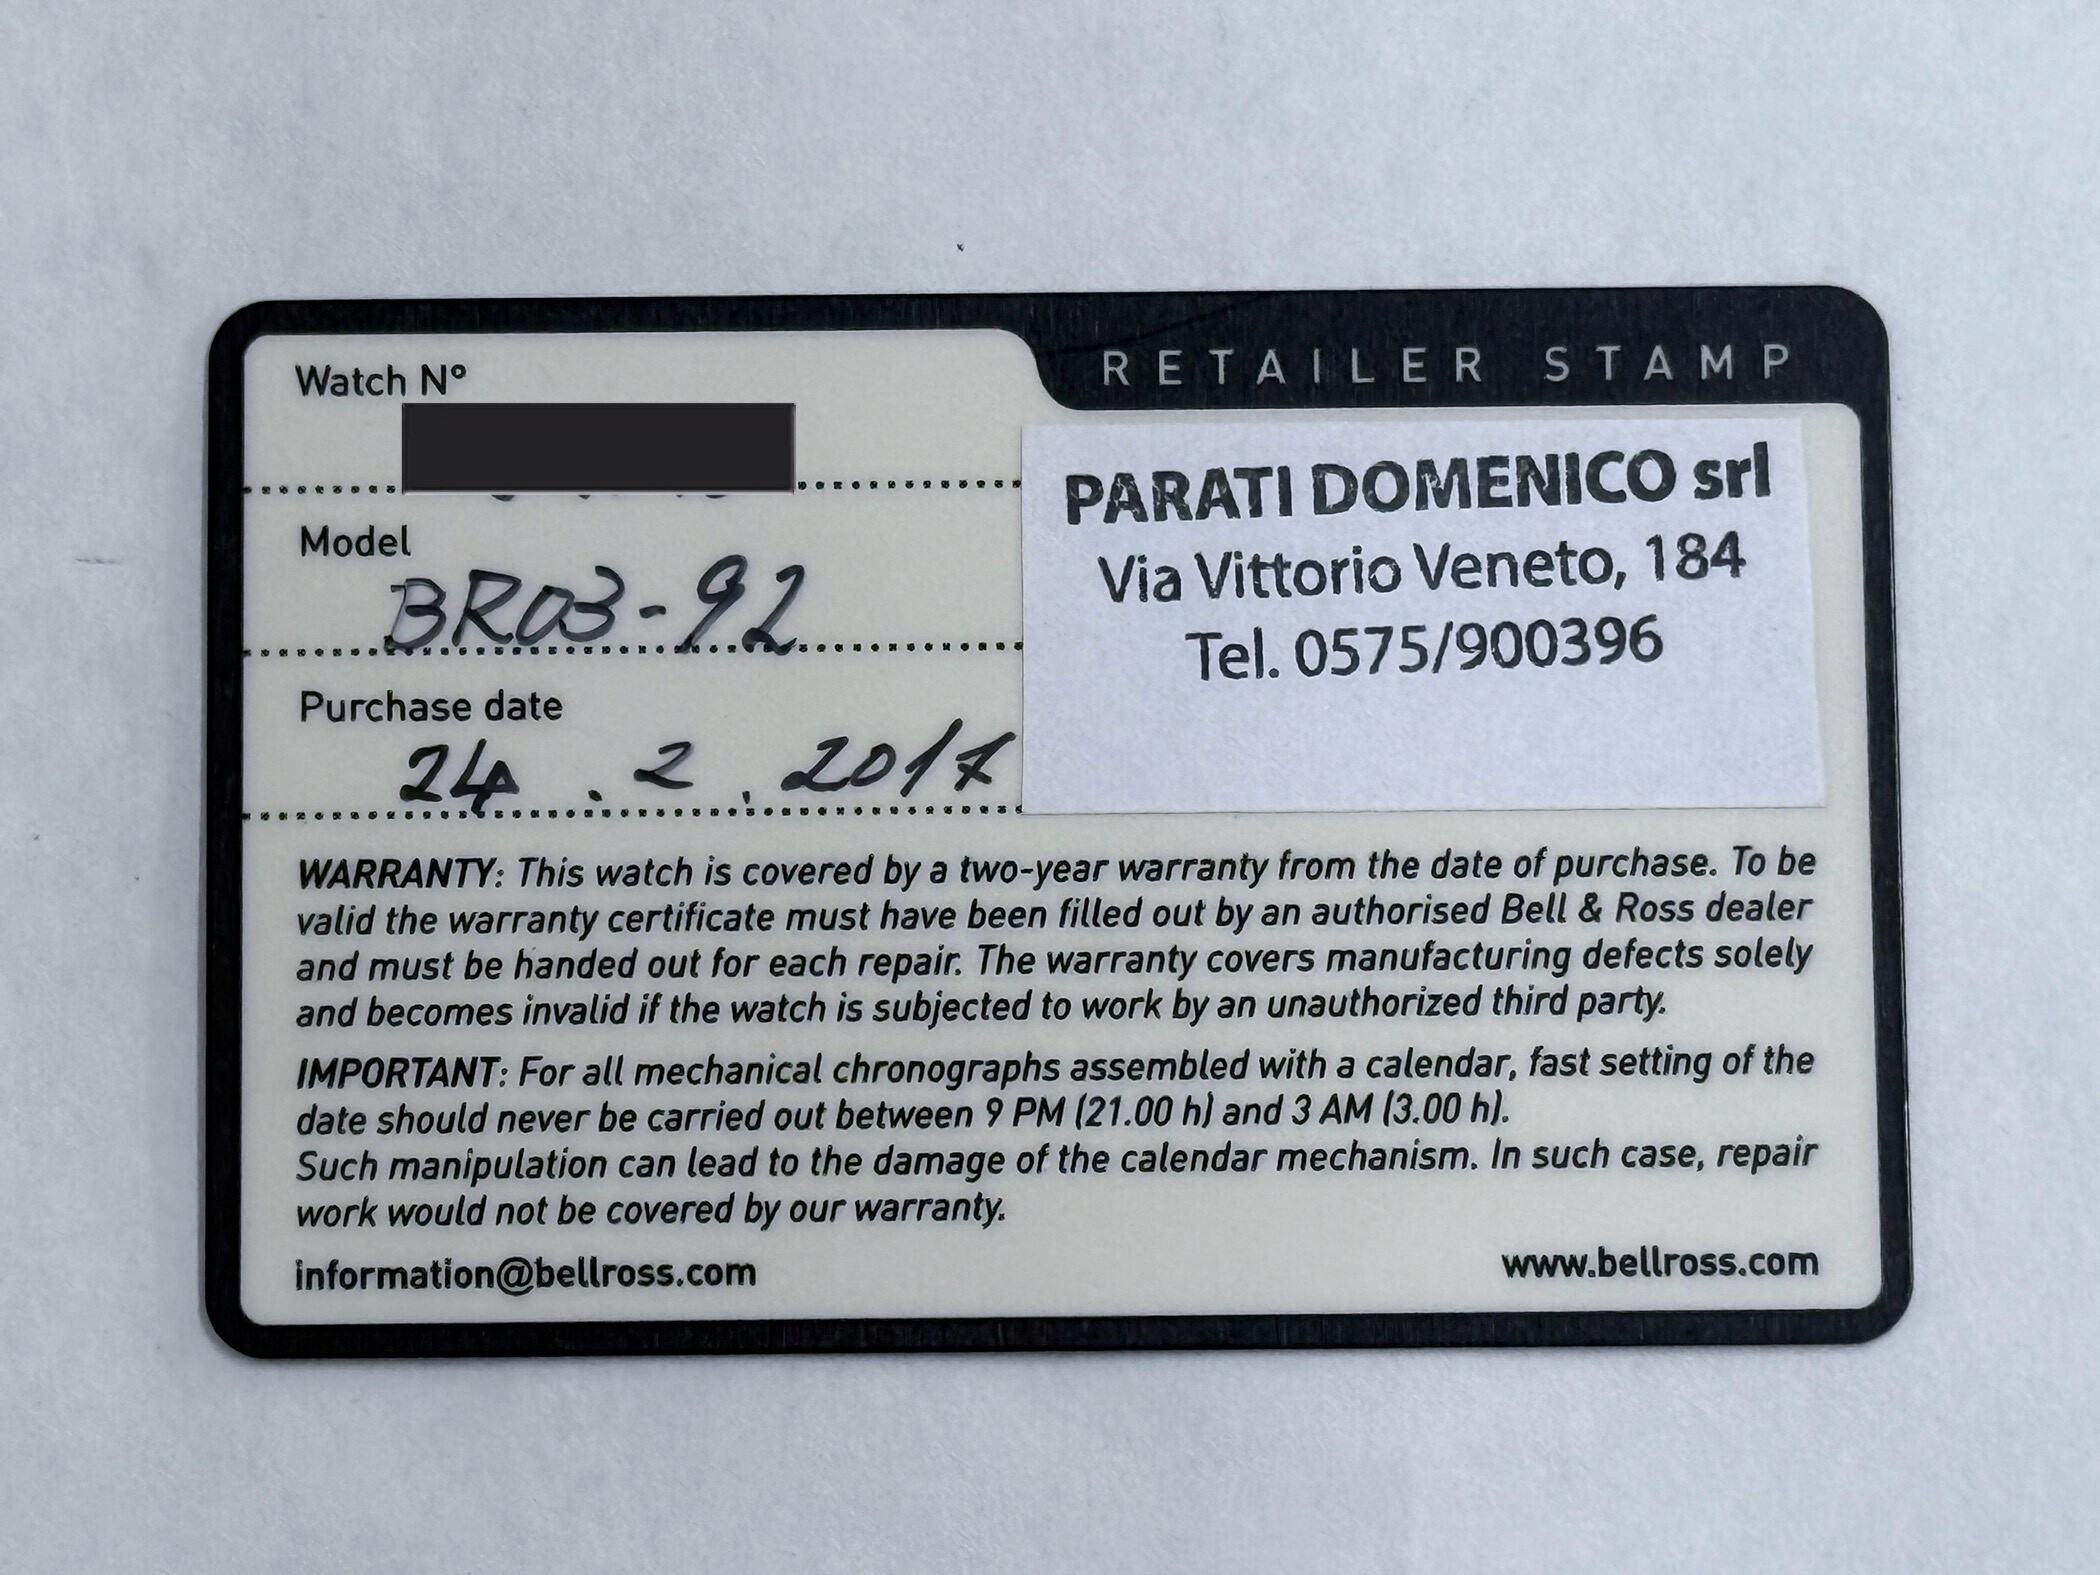 Watch N°
RETAILER STAMP
PARATI DOMENICO srl
Via Vittorio Veneto, 184
Tel. 0575/900396
Model
BR03-92
Purchase date
24 . 2 . 2017
WARRANTY: This watch is covered by a two-year warranty from the date of purchase. To be
valid the warranty certificate must have been filled out by an authorised Bell & Ross dealer
and must be handed out for each repair. The warranty covers manufacturing defects solely
and becomes invalid if the watch is subjected to work by an unauthorized third party.
IMPORTANT: For all mechanical chronographs assembled with a calendar, fast setting of the
date should never be carried out between 9 PM (21.00 h) and 3 AM (3.00 h).
Such manipulation can lead to the damage of the calendar mechanism. In such case, repair
work would not be covered by our warranty.
information@bellross.com
www.bellross.com